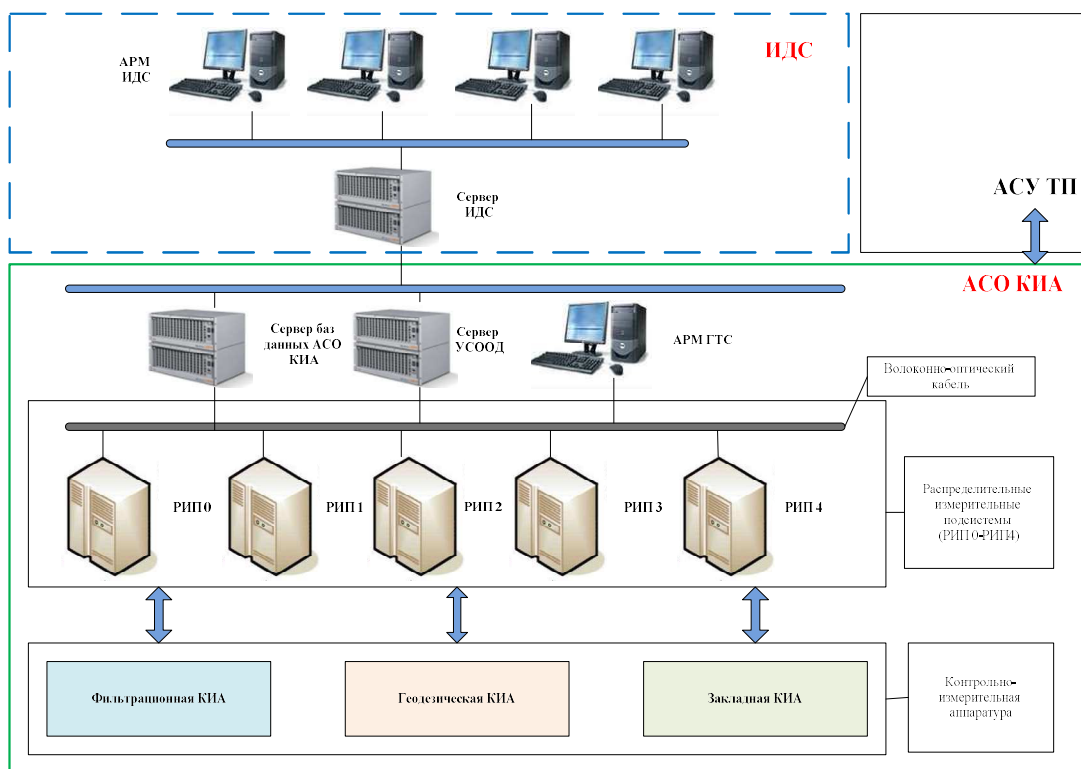 АРМ
ИДС
ИДС
АСУ ТП
Сервер
ИДС
АСО КИА
Сервер баз
данных АСО
КИА
Сервер
УСООД
АРМ ГТС
Волоконно-оптический
кабель
РИП 0
РИП 1
РИП 2
РИП 3
РИП 4
Распределительные
измерительные
подсистемы
(РИП 0-РИП4)
Фильтрационная КИА
Геодезическая КИА
Закладная КИА
Контрольно-
измерительная
аппаратура